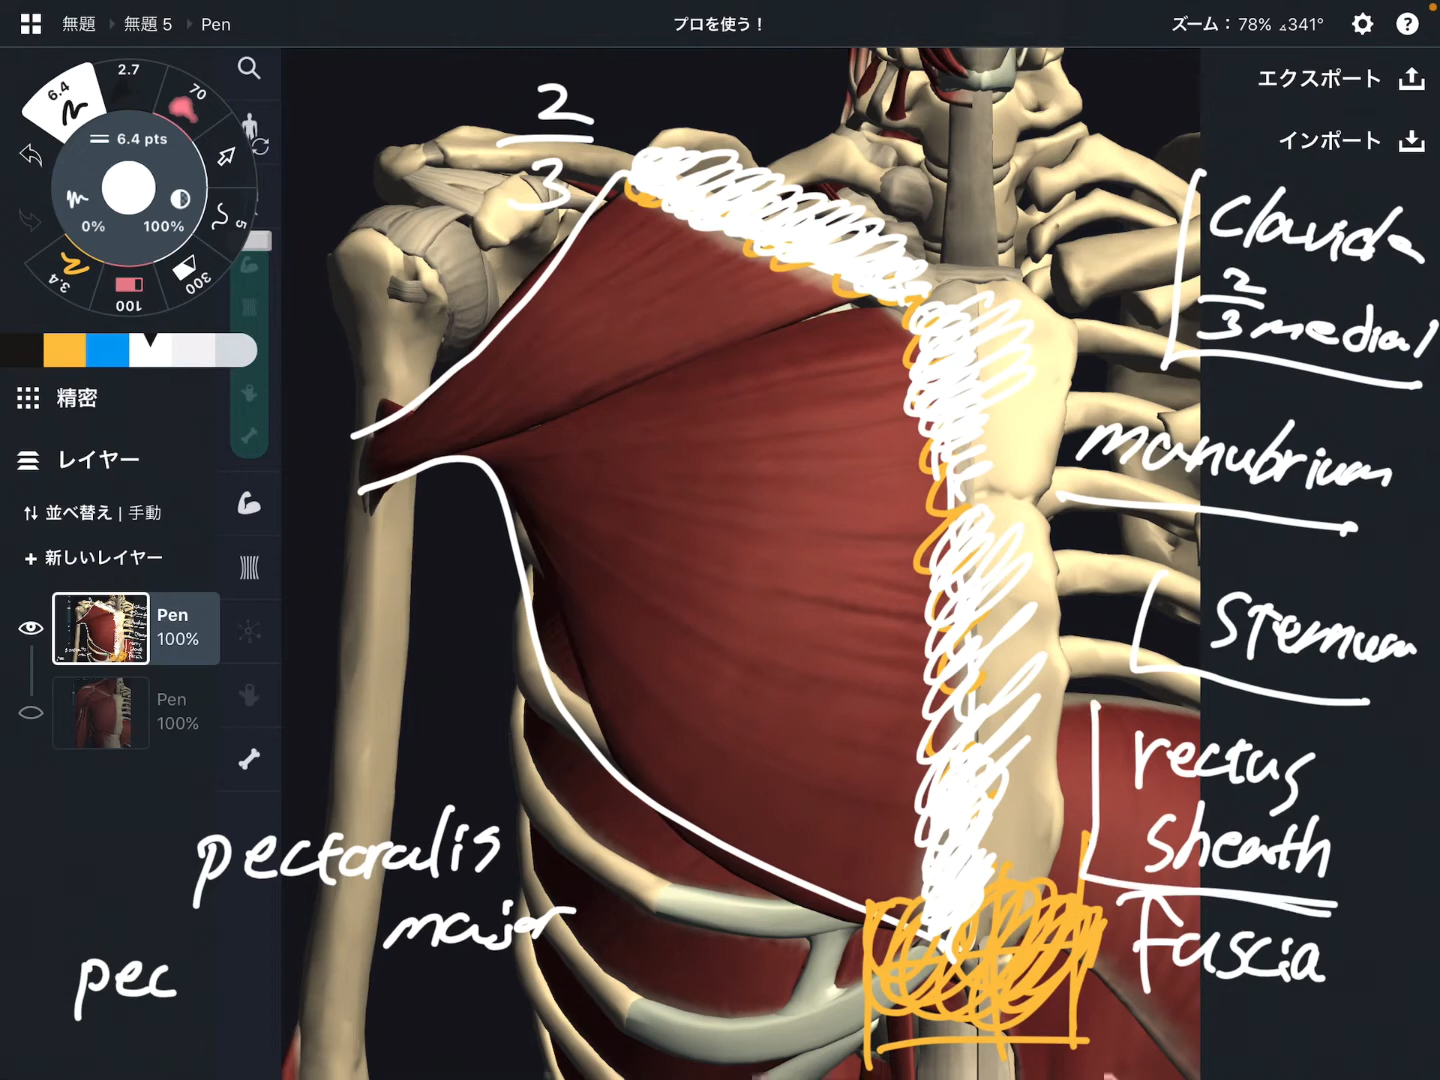 無題 無題 5 Pen
プロを使う！
ズーム： 78% ⊿341°
エクスポート
インポート
2.7
6.4
70
6.4 pts
0% 100%
5
3.4
100
300
精密
レイヤー
並べ替え | 手動
+ 新しいレイヤー
Pen
100%
Pen
100%
2
3
clavicle
2
3 medial
manubrium
sternum
rectus
sheath
Fascia
pectoralis
major
pec